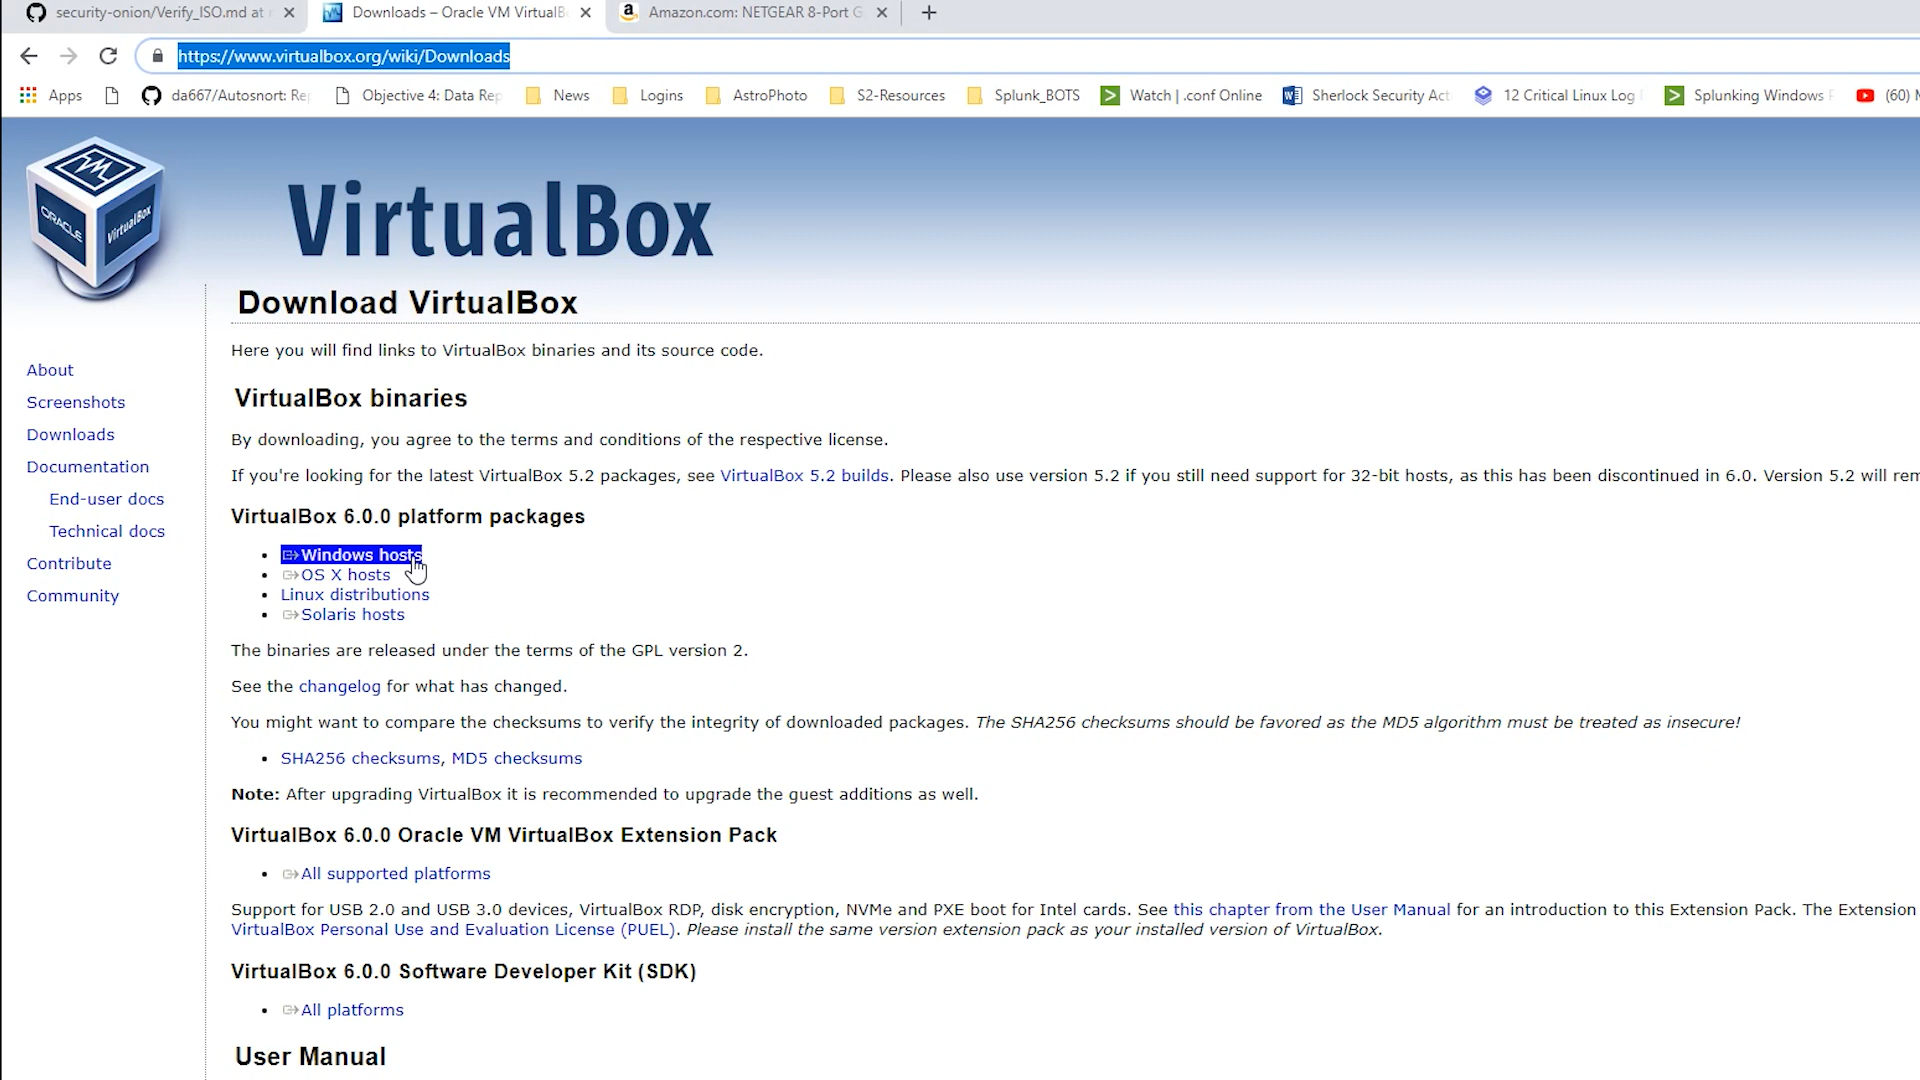 security-onion/Verify_ISO.md at
Downloads – Oracle VM VirtualB
Amazon.com: NETGEAR 8-Port G
https://www.virtualbox.org/wiki/Downloads
Apps
da667/Autosnort: Re
Objective 4: Data Rep
News
Logins
AstroPhoto
S2-Resources
Splunk_BOTS
Watch | .conf Online
Sherlock Security Act
12 Critical Linux Log
Splunking Windows
(60)
ORACLE
VirtualBox
VirtualBox
Download VirtualBox
Here you will find links to VirtualBox binaries and its source code.
About
Screenshots
Downloads
Documentation
End-user docs
Technical docs
Contribute
Community
VirtualBox binaries
By downloading, you agree to the terms and conditions of the respective license.
If you're looking for the latest VirtualBox 5.2 packages, see VirtualBox 5.2 builds. Please also use version 5.2 if you still need support for 32-bit hosts, as this has been discontinued in 6.0. Version 5.2 will rem
VirtualBox 6.0.0 platform packages
Windows hosts
OS X hosts
Linux distributions
Solaris hosts
The binaries are released under the terms of the GPL version 2.
See the changelog for what has changed.
You might want to compare the checksums to verify the integrity of downloaded packages. The SHA256 checksums should be favored as the MD5 algorithm must be treated as insecure!
SHA256 checksums, MD5 checksums
Note: After upgrading VirtualBox it is recommended to upgrade the guest additions as well.
VirtualBox 6.0.0 Oracle VM VirtualBox Extension Pack
All supported platforms
Support for USB 2.0 and USB 3.0 devices, VirtualBox RDP, disk encryption, NVMe and PXE boot for Intel cards. See this chapter from the User Manual for an introduction to this Extension Pack. The Extension
VirtualBox Personal Use and Evaluation License (PUEL). Please install the same version extension pack as your installed version of VirtualBox.
VirtualBox 6.0.0 Software Developer Kit (SDK)
All platforms
User Manual